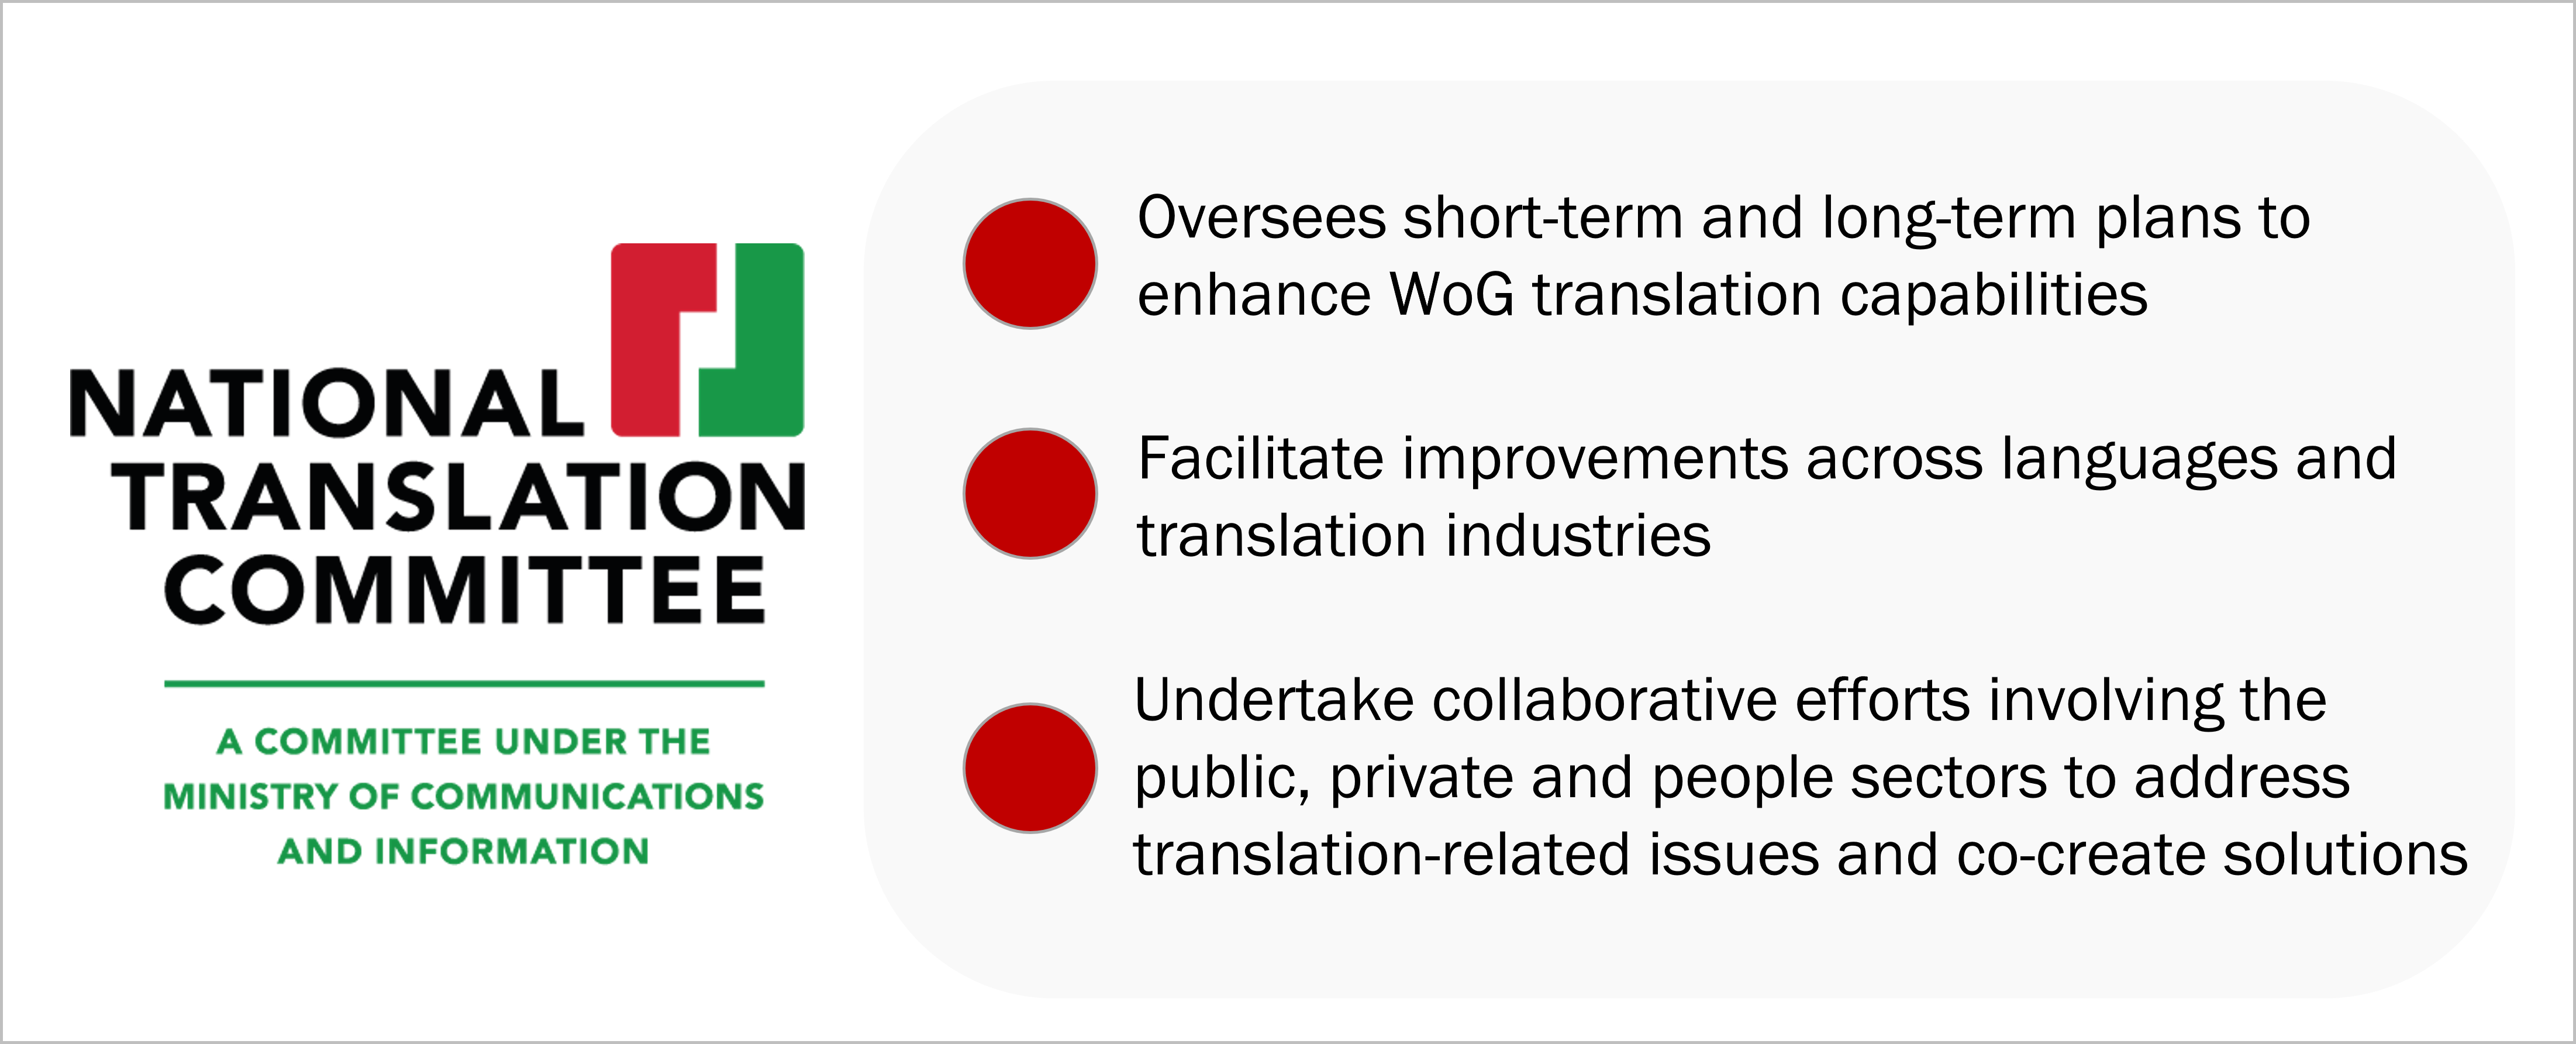 NATIONAL
TRANSLATION
COMMITTEE
A COMMITTEE UNDER THE
MINISTRY OF COMMUNICATIONS
AND INFORMATION
Oversees short-term and long-term plans to
enhance WoG translation capabilities
Facilitate improvements across languages and
translation industries
Undertake collaborative efforts involving the
public, private and people sectors to address
translation-related issues and co-create solutions